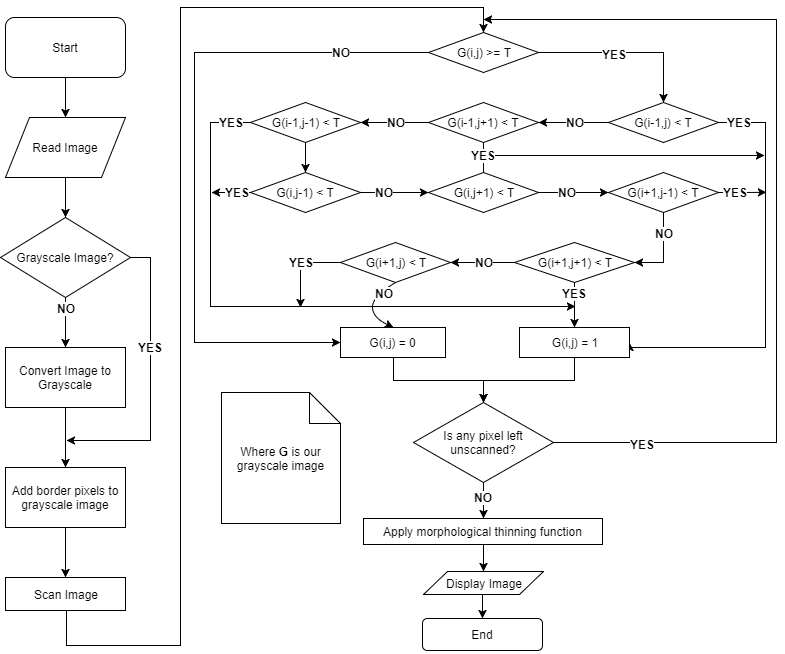 Start
Read Image
Grayscale Image?
NO
YES
Convert Image to
Grayscale
Add border pixels to
grayscale image
Scan Image
G(i,j) >= T
NO
YES
G(i-1,j) < T
YES
NO
G(i-1,j+1) < T
NO
YES
G(i-1,j-1) < T
YES
G(i,j-1) < T
YES
NO
G(i,j+1) < T
NO
G(i+1,j-1) < T
YES
NO
G(i+1,j+1) < T
NO
YES
G(i+1,j) < T
YES
NO
G(i,j) = 0
G(i,j) = 1
Where G is our
grayscale image
Is any pixel left
unscanned?
YES
NO
Apply morphological thinning function
Display Image
End